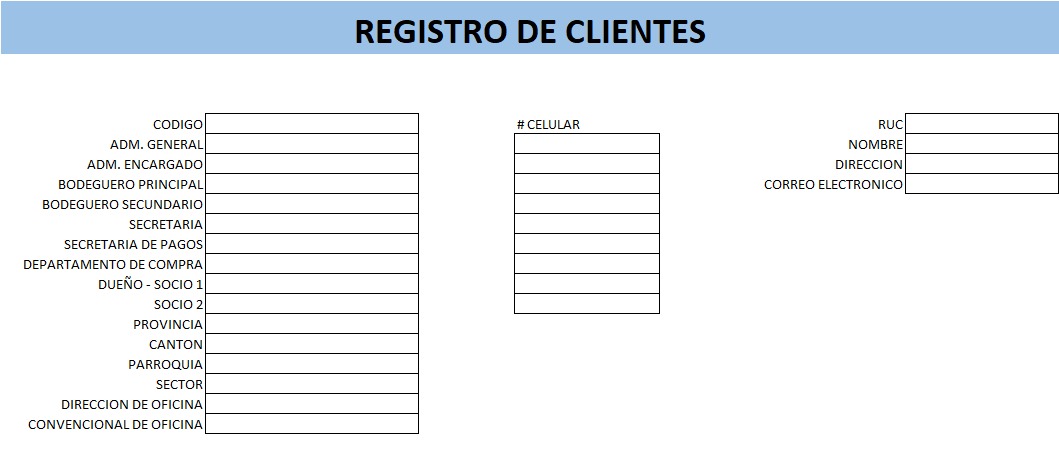 REGISTRO DE CLIENTES
CODIGO
ADM. GENERAL
ADM. ENCARGADO
BODEGUERO PRINCIPAL
BODEGUERO SECUNDARIO
SECRETARIA
SECRETARIA DE PAGOS
DEPARTAMENTO DE COMPRA
DUEÑO - SOCIO 1
SOCIO 2
PROVINCIA
CANTON
PARROQUIA
SECTOR
DIRECCION DE OFICINA
CONVENCIONAL DE OFICINA
# CELULAR
RUC
NOMBRE
DIRECCION
CORREO ELECTRONICO